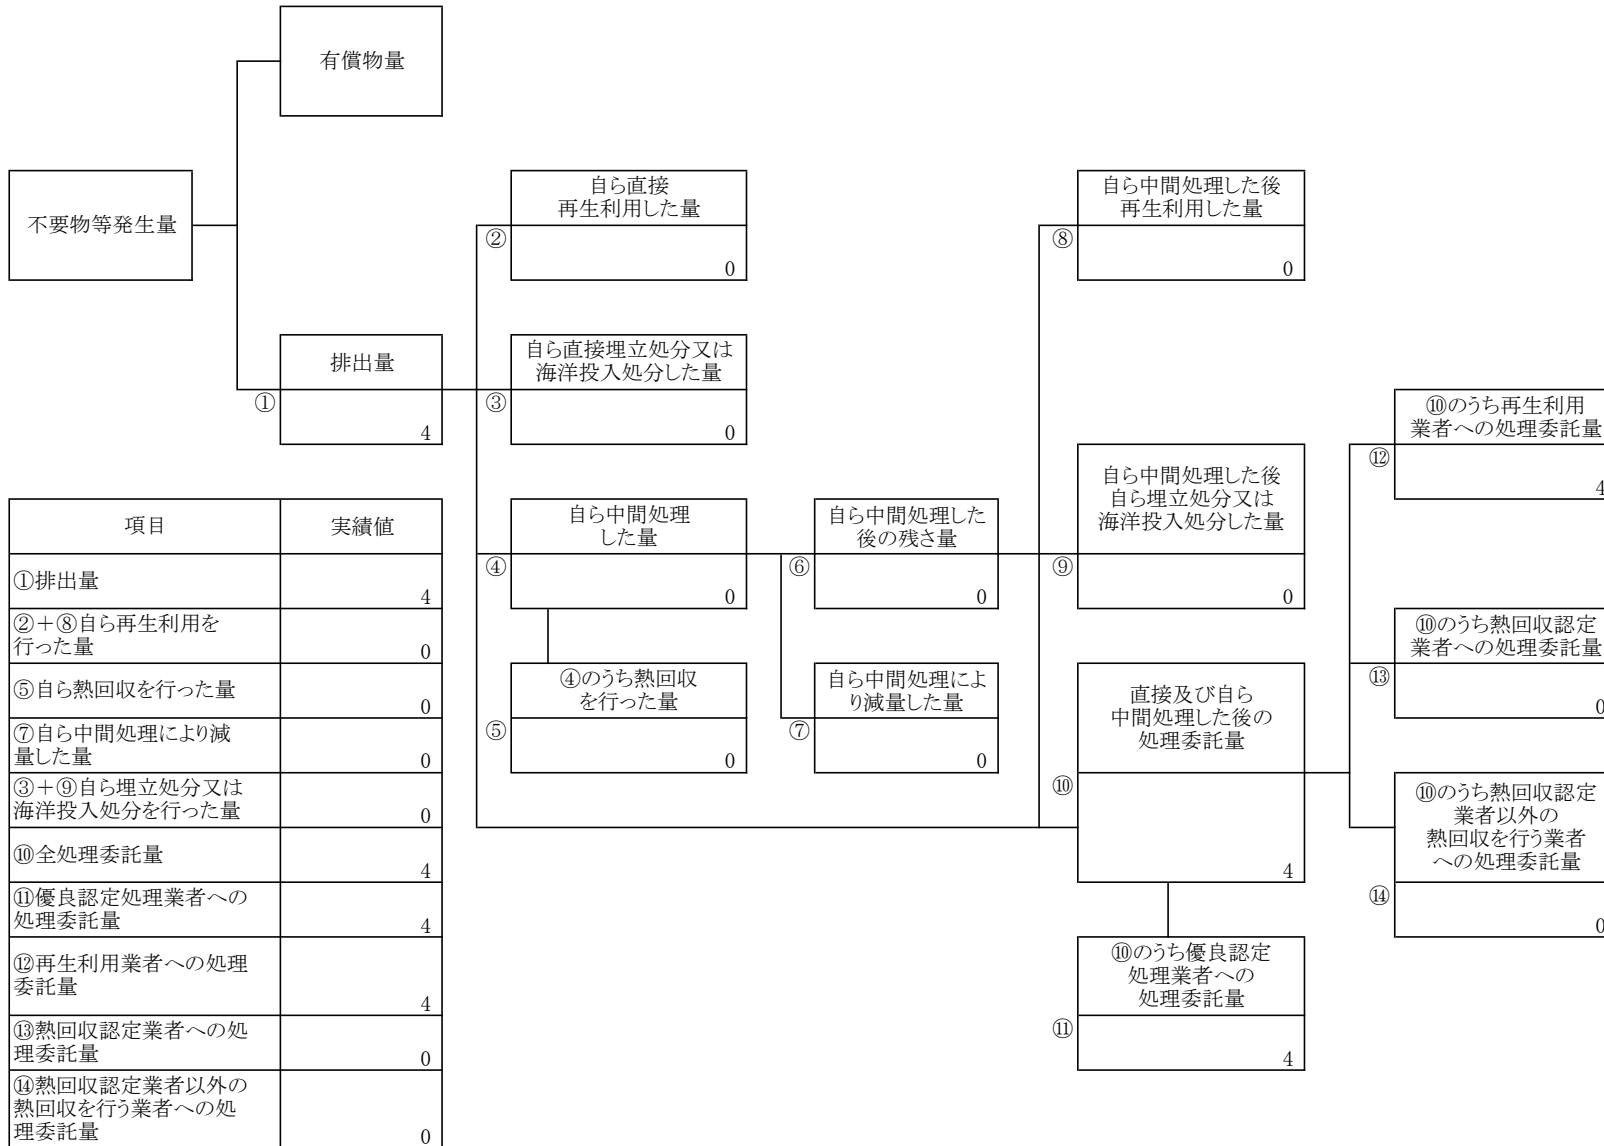 有償物量
不要物等発生量
自ら直接
再生利用した量
②
0
自ら中間処理した後
再生利用した量
⑧
0
排出量
①
4
自ら直接埋立処分又は
海洋投入処分した量
③
0
⑩のうち再生利用
業者への処理委託量
⑫
4
自ら中間処理した後
自ら埋立処分又は
海洋投入処分した量
⑨
0
自ら中間処理
した量
④
0
自ら中間処理した
後の残さ量
⑥
0
⑩のうち熱回収認定
業者への処理委託量
⑬
0
④のうち熱回収
を行った量
⑤
0
自ら中間処理によ
り減量した量
⑦
0
直接及び自ら
中間処理した後の
処理委託量
⑩
4
⑩のうち熱回収認定
業者以外の
熱回収を行う業者
への処理委託量
⑭
0
⑩のうち優良認定
処理業者への
処理委託量
⑪
4
項目 実績値
①排出量
4
②＋⑧自ら再生利用を
行った量 0
⑤自ら熱回収を行った量
0
⑦自ら中間処理により減
量した量 0
③＋⑨自ら埋立処分又は
海洋投入処分を行った量 0
⑩全処理委託量
4
⑪優良認定処理業者への
処理委託量 4
⑫再生利用業者への処理
委託量
4
⑬熱回収認定業者への処
理委託量 0
⑭熱回収認定業者以外の
熱回収を行う業者への処
理委託量 0